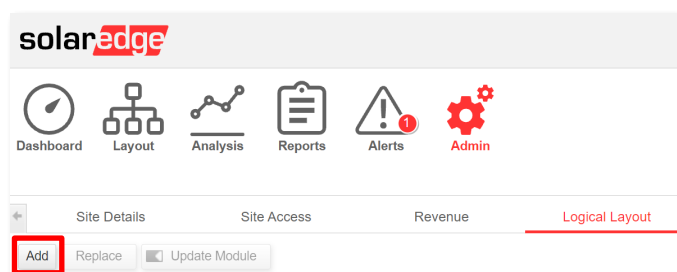 solaredge
1
Dashboard Layout Analysis Reports Alerts Admin
Site Details Site Access Revenue Logical Layout
Add Replace Update Module